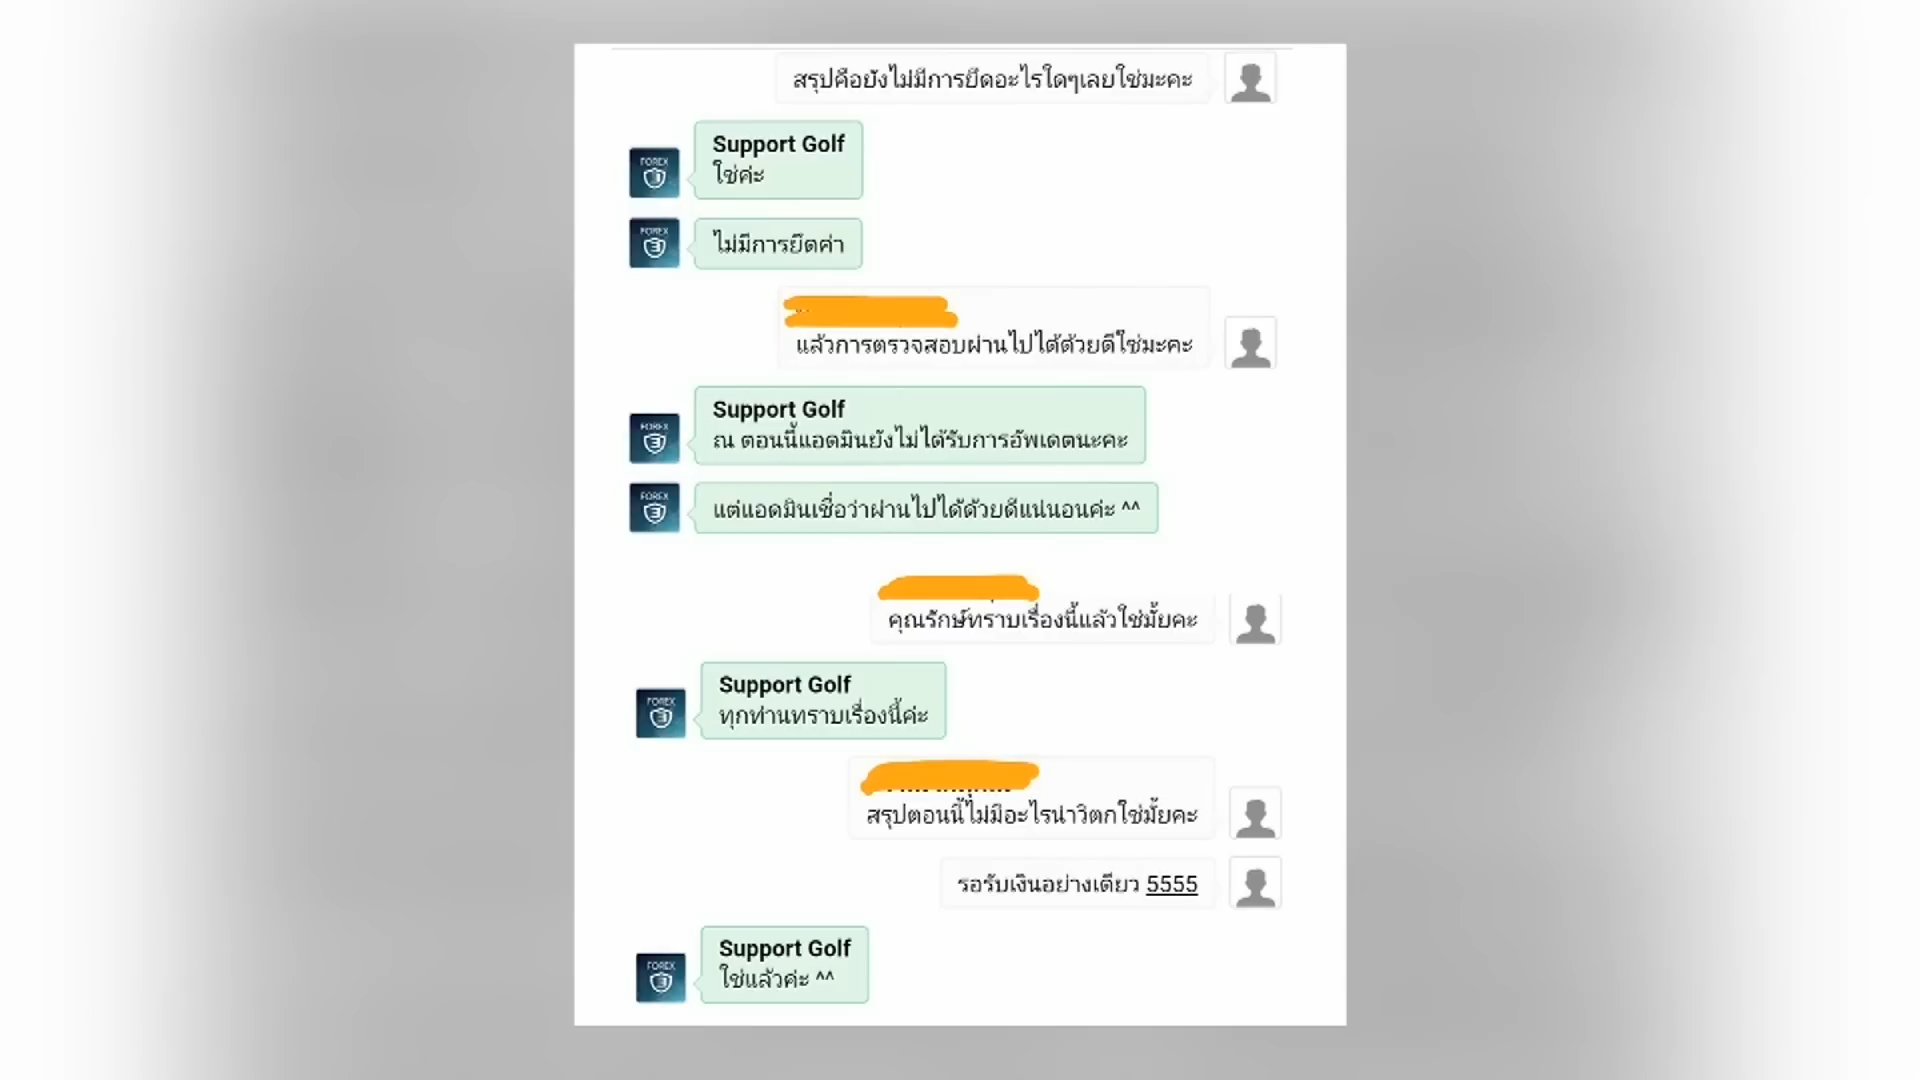 สรุปคือยังไม่มีการยึดอะไรใดๆเลยใช่มะคะ
Support Golf
FOREX
3
ใช่ค่ะ
FOREX
3
ไม่มีการยึดค่า
แล้วการตรวจสอบผ่านไปได้ด้วยดีใช่มะคะ
Support Golf
FOREX
3
ณ ตอนนี้แอดมินยังไม่ได้รับการอัพเดตนะคะ
FOREX
3
แต่แอดมินเชื่อว่าผ่านไปได้ด้วยดีแน่นอนค่ะ ^^
คุณรักษ์ทราบเรื่องนี้แล้วใช่มั้ยคะ
Support Golf
FOREX
3
ทุกท่านทราบเรื่องนี้ค่ะ
สรุปตอนนี้ไม่มีอะไรน่าวิตกใช่มั้ยคะ
รอรับเงินอย่างเดียว 5555
Support Golf
FOREX
3
ใช่แล้วค่ะ ^^